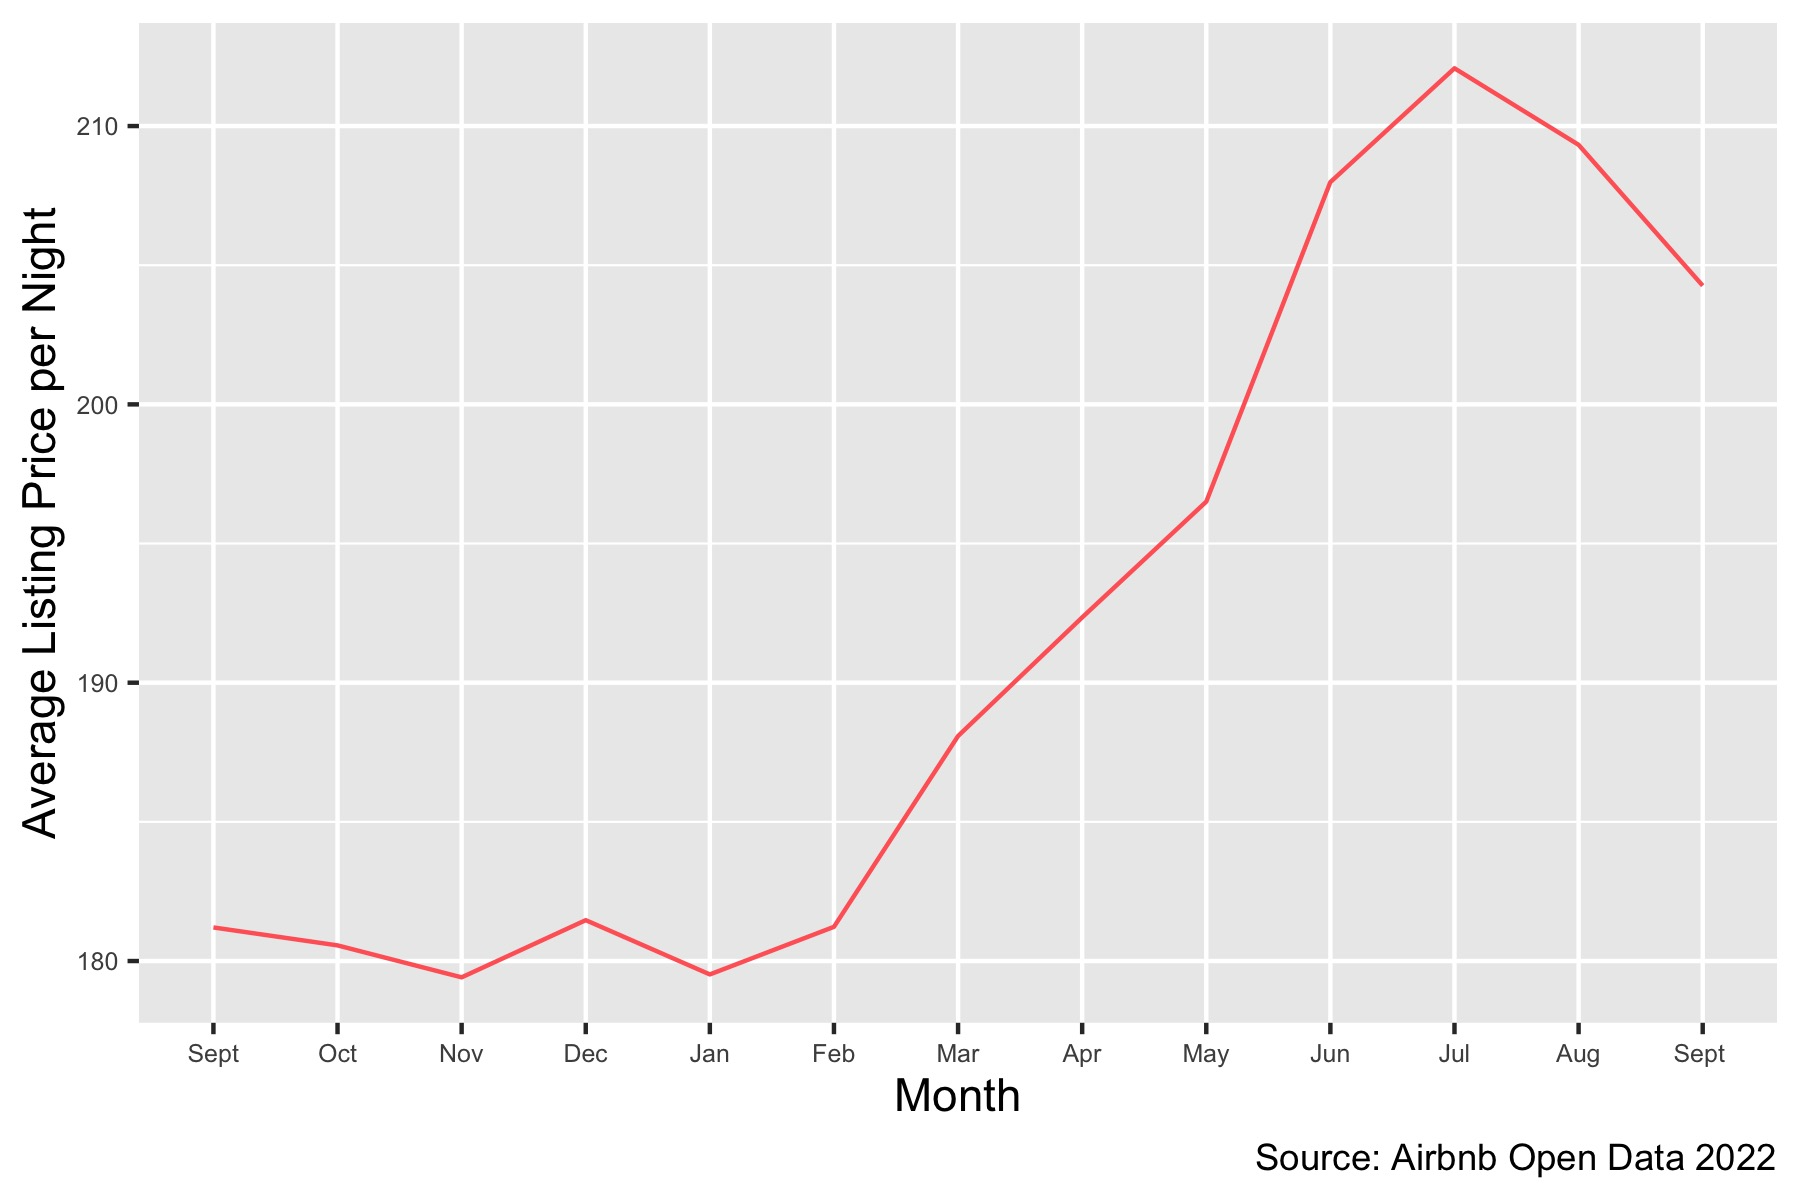 Average Listing Price per Night
210
200
190
180
Sept Oct Nov Dec Jan Feb Mar Apr May Jun Jul Aug Sept
Month
Source: Airbnb Open Data 2022